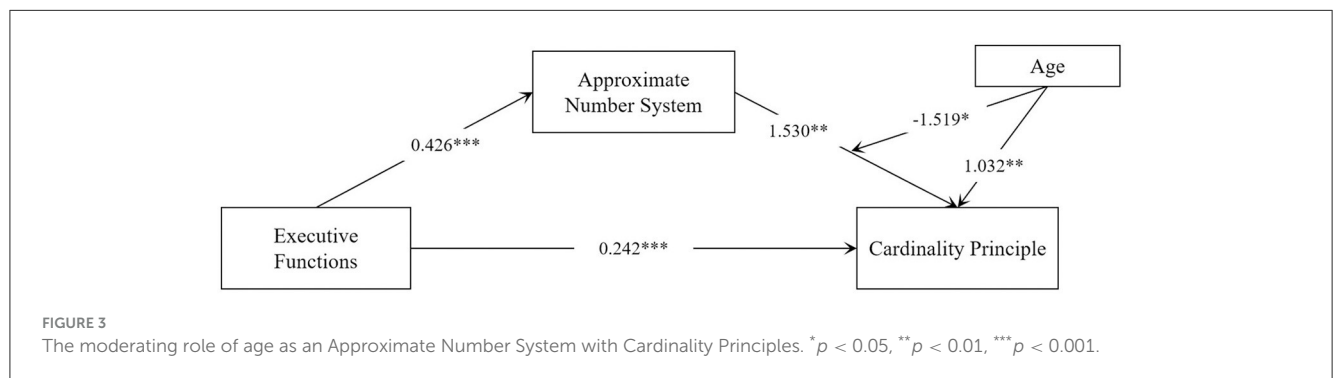 Age
Approximate
Number System
-1.519*
1.530**
0.426***
1.032**
Executive
Functions
0.242***
Cardinality Principle
FIGURE 3
The moderating role of age as an Approximate Number System with Cardinality Principles. *p < 0.05, **p < 0.01, ***p < 0.001.